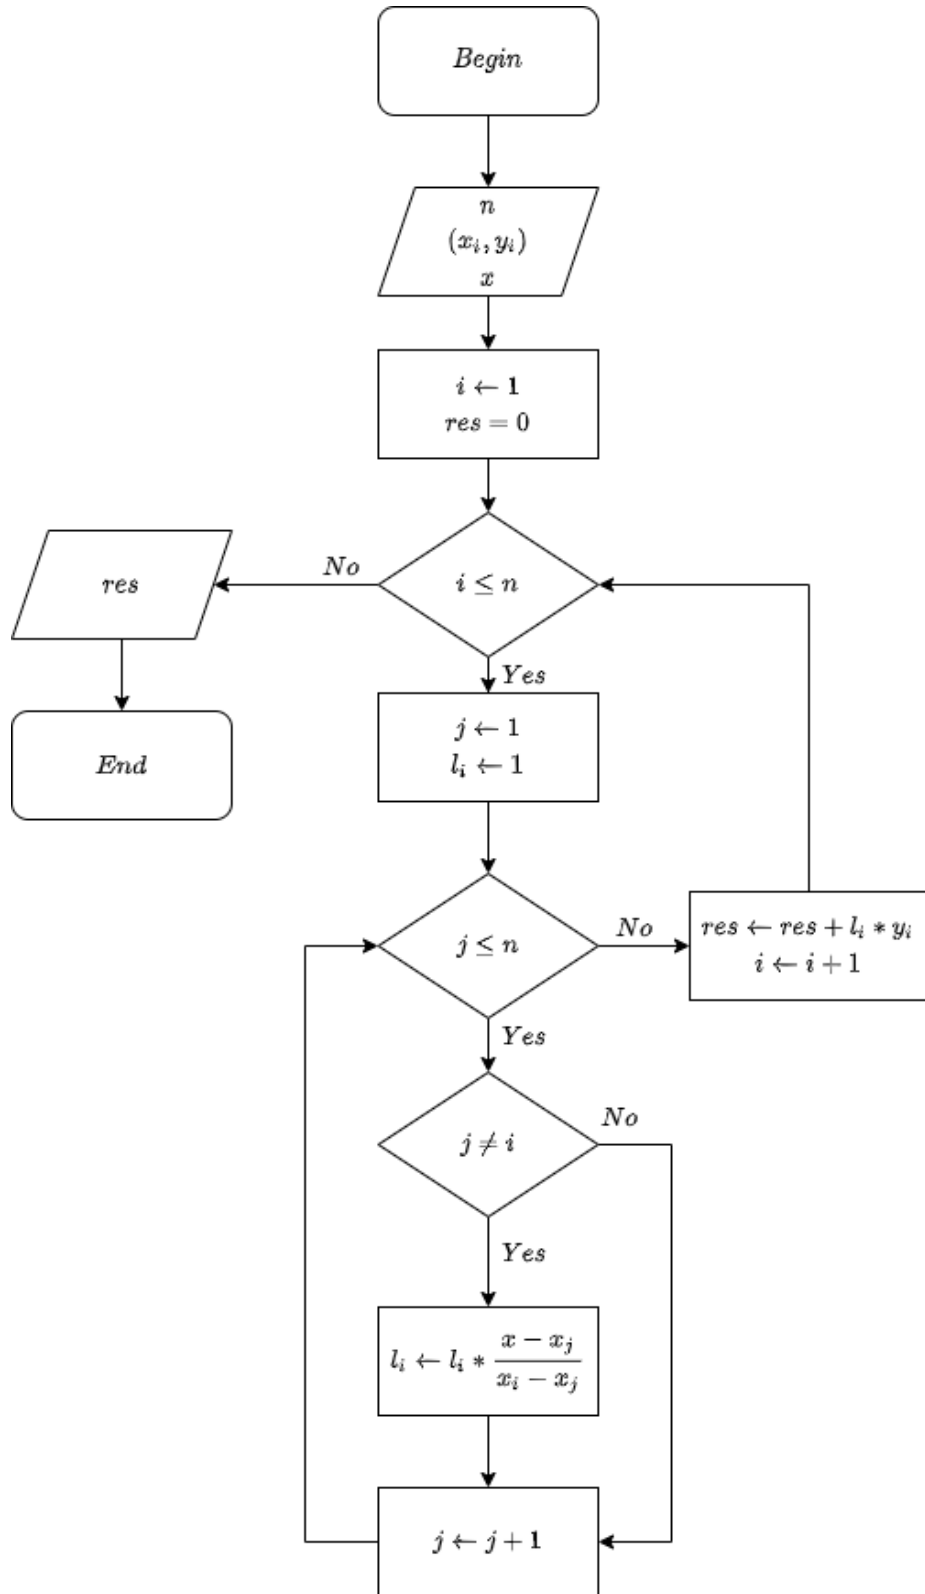 Begin
n
(x_i, y_i)
x
i ← 1
res = 0
i ≤ n
No
res
End
Yes
j ← 1
l_i ← 1
j ≤ n
No
res ← res + l_i * y_i
i ← i + 1
Yes
j ≠ i
No
Yes
l_i ← l_i * \frac{x - x_j}{x_i - x_j}
j ← j + 1